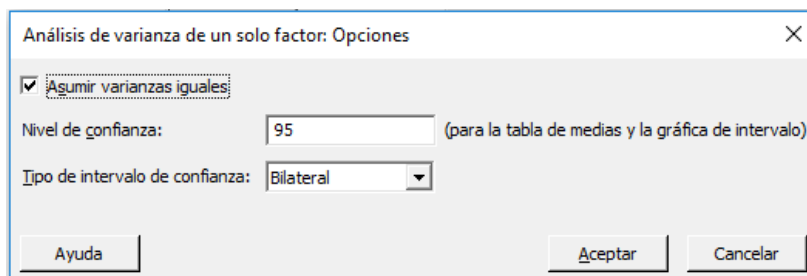 Análisis de varianza de un solo factor: Opciones
Asumir varianzas iguales
Nivel de confianza: 95 (para la tabla de medias y la gráfica de intervalo)
Tipo de intervalo de confianza: Bilateral
Ayuda Aceptar Cancelar